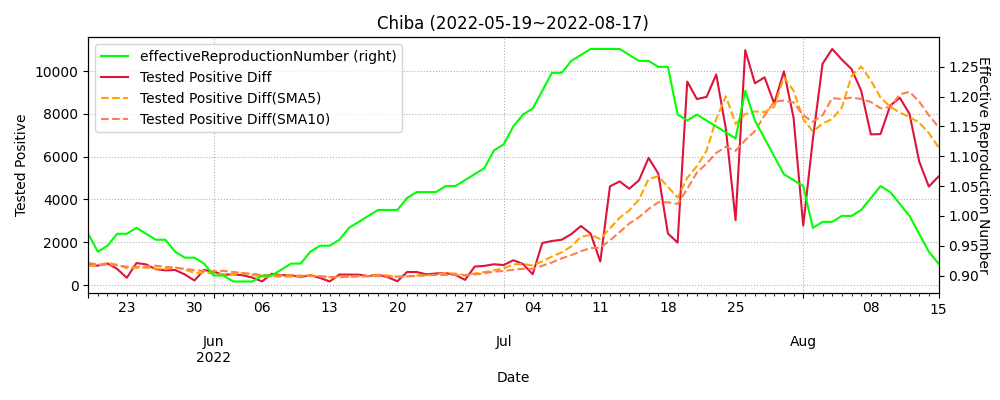 Chiba (2022-05-19~2022-08-17)
effectiveReproductionNumber (right)
Tested Positive Diff
Tested Positive Diff(SMA5)
Tested Positive Diff(SMA10)
Tested Positive
10000
8000
6000
4000
2000
0
Effective Reproduction Number
1.25
1.20
1.15
1.10
1.05
1.00
0.95
0.90
23 30 06 13 20 27 04 11 18 25 08 15
Jun Jul Aug
2022
Date